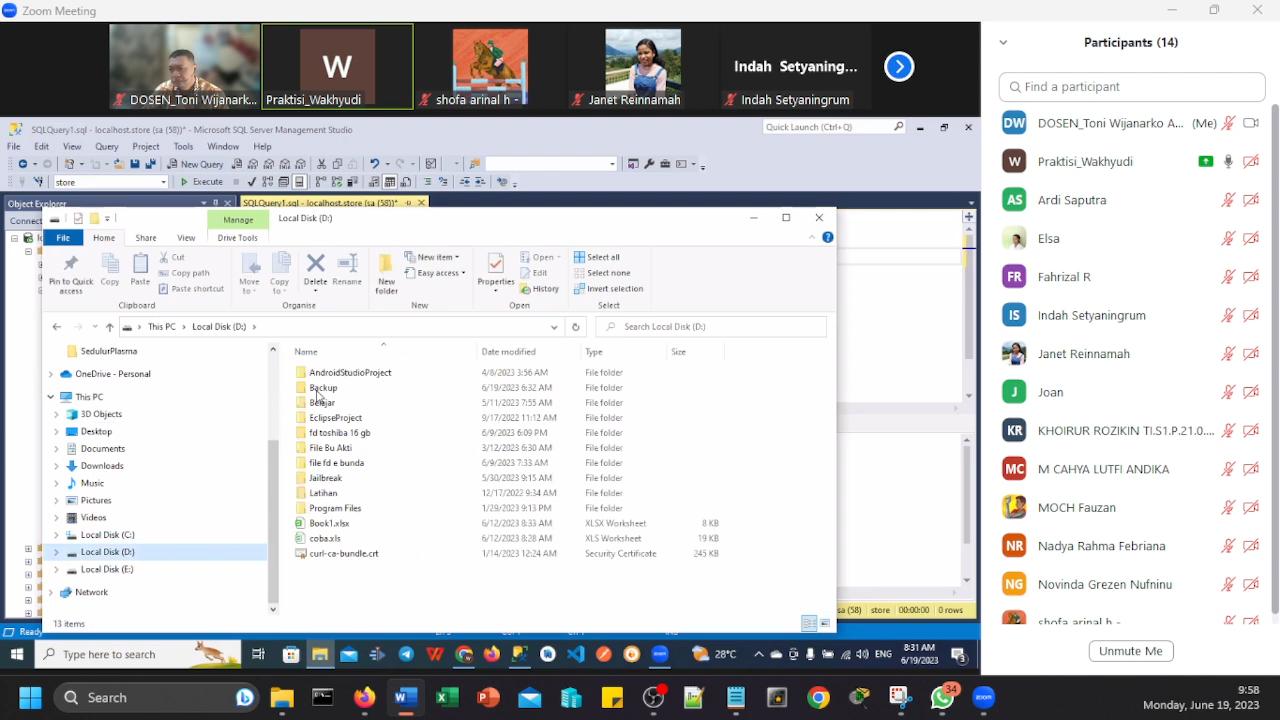 Zoom Meeting
DOSEN_Toni Wijanark...
W
Praktisi_Wakhyudi
shofa arinal h -
Janet Reinnamah
Indah Setyaning...
Indah Setyaningrum
SQLQuery1.sql - localhost.store (sa (58))* - Microsoft SQL Server Management Studio
Quick Launch (Ctrl+Q)
File Edit View Query Project Tools Window Help
New Query
store
Execute
Object Explorer
SQLQuery1.sql - localhost.store (sa (58))*
Connect
Manage
Local Disk (D:)
File Home Share View Drive Tools
Pin to Quick access
Copy
Paste
Cut
Copy path
Paste shortcut
Clipboard
Move to
Copy to
Delete
Rename
Organise
New folder
New item
Easy access
New
Properties
Open
Edit
History
Open
Select all
Select none
Invert selection
Select
This PC > Local Disk (D:) >
Search Local Disk (D:)
SedulurPlasma
OneDrive - Personal
This PC
3D Objects
Desktop
Documents
Downloads
Music
Pictures
Videos
Local Disk (C:)
Local Disk (D:)
Local Disk (E:)
Network
Name Date modified Type Size
AndroidStudioProject 4/8/2023 3:56 AM File folder
Backup 6/19/2023 6:32 AM File folder
Belajar 5/11/2023 7:55 AM File folder
EclipseProject 9/17/2022 11:12 AM File folder
fd toshiba 16 gb 6/9/2023 6:09 PM File folder
File Bu Akti 3/12/2023 6:30 AM File folder
file fd e bunda 6/9/2023 7:33 AM File folder
Jailbreak 5/30/2023 9:15 AM File folder
Latihan 12/17/2022 9:34 AM File folder
Program Files 1/29/2023 9:13 PM File folder
Book1.xlsx 6/12/2023 8:33 AM XLSX Worksheet 8 KB
coba.xls 6/12/2023 8:28 AM XLS Worksheet 19 KB
curl-ca-bundle.crt 1/14/2023 12:24 AM Security Certificate 245 KB
13 items
sa (58) store 00:00:00 0 rows
Ready
Type here to search
28°C
ENG
8:31 AM
6/19/2023
3
Participants (14)
Find a participant
DW DOSEN_Toni Wijanarko A... (Me)
W Praktisi_Wakhyudi
AS Ardi Saputra
Elsa
FR Fahrizal R
IS Indah Setyaningrum
Janet Reinnamah
J Joan
KR KHOIRUR ROZIKIN TI.S1.P.21.0....
MC M CAHYA LUTFI ANDIKA
MOCH Fauzan
NR Nadya Rahma Febriana
NG Novinda Grezen Nufninu
shofa arinal h -
Unmute Me
Search
34
zoom
9:58
Monday, June 19, 2023